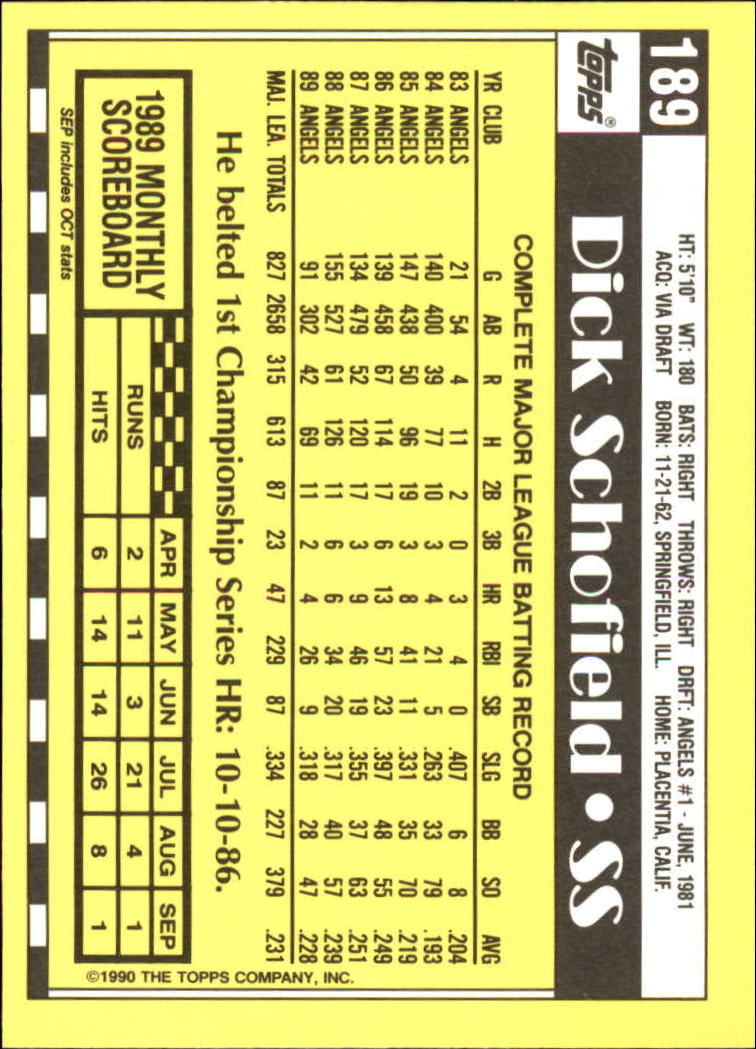 189
HT: 5'10" WT: 180 BATS: RIGHT THROWS: RIGHT DRFT: ANGELS #1 - JUNE, 1981
ACQ: VIA DRAFT BORN: 11-21-62, SPRINGFIELD, ILL. HOME: PLACENTIA, CALIF.
topps®
Dick Schofield • SS
COMPLETE MAJOR LEAGUE BATTING RECORD
YR CLUB G AB R H 2B 3B HR RBI SB SLG BB SO AVG
83 ANGELS 21 54 4 11 2 0 3 4 0 .407 6 8 .204
84 ANGELS 140 400 39 77 10 3 4 21 5 .263 33 79 .193
85 ANGELS 147 438 50 96 19 3 8 41 11 .331 35 70 .219
86 ANGELS 139 458 67 114 17 6 13 57 23 .397 48 55 .249
87 ANGELS 134 479 52 120 17 3 9 46 19 .355 37 63 .251
88 ANGELS 155 527 61 126 11 6 6 34 20 .317 40 57 .239
89 ANGELS 91 302 42 69 11 2 4 26 9 .318 28 47 .228
MAJ. LEA. TOTALS 827 2658 315 613 87 23 47 229 87 .334 227 379 .231
He belted 1st Championship Series HR: 10-10-86.
1989 MONTHLY
SCOREBOARD
APR MAY JUN JUL AUG SEP
RUNS 2 11 3 21 4 1
HITS 6 14 14 26 8 1
SEP includes OCT stats
©1990 THE TOPPS COMPANY, INC.